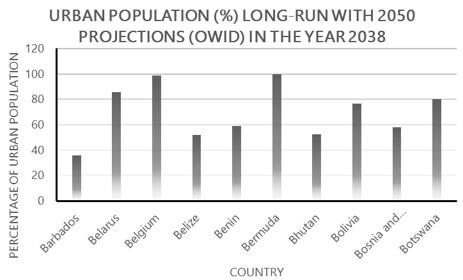 URBAN POPULATION (%) LONG-RUN WITH 2050
PROJECTIONS (OWID) IN THE YEAR 2038
PERCENTAGE OF URBAN POPULATION
120
100
80
60
40
20
0
Barbados
Belarus
Belgium
Belize
Benin
Bermuda
Bhutan
Bolivia
Bosnia and...
Botswana
COUNTRY